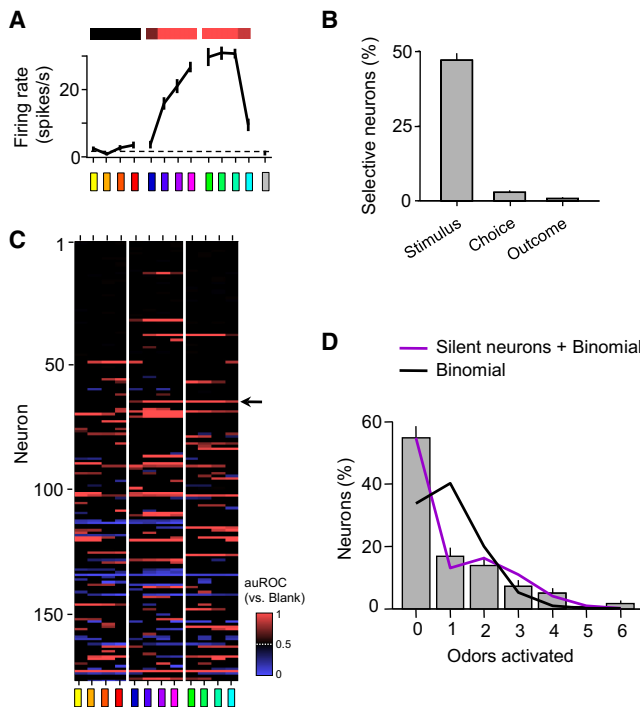 A
Firing rate
(spikes/s)
20
0
B
Selective neurons (%)
50
25
0
Stimulus
Choice
Outcome
C
Neuron
1
50
100
150
auROC
(vs. Blank)
1
0.5
0
D
Silent neurons + Binomial
Binomial
Neurons (%)
60
40
20
0
0 1 2 3 4 5 6
Odors activated